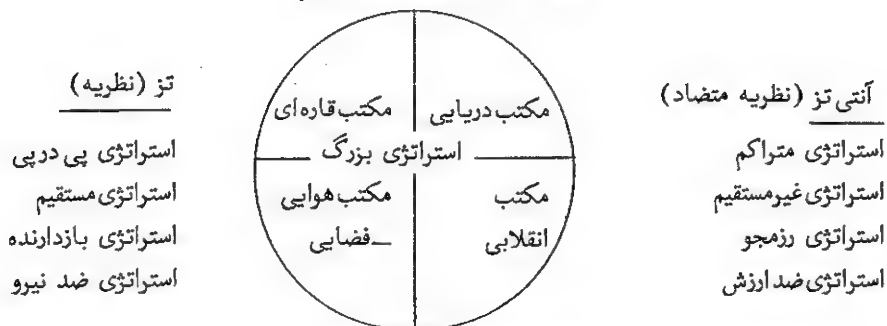 آنتی تز (نظریه متضاد)
استراتژی متراکم
استراتژی غیرمستقیم
استراتژی رزمجو
استراتژی ضد ارزش
مکتب دریایی
مکتب قاره‌ای
استراتژی بزرگ
مکتب
انقلابی
مکتب هوایی
ـ فضایی
تز (نظریه)
استراتژی پی در پی
استراتژی مستقیم
استراتژی بازدارنده
استراتژی ضد نیرو